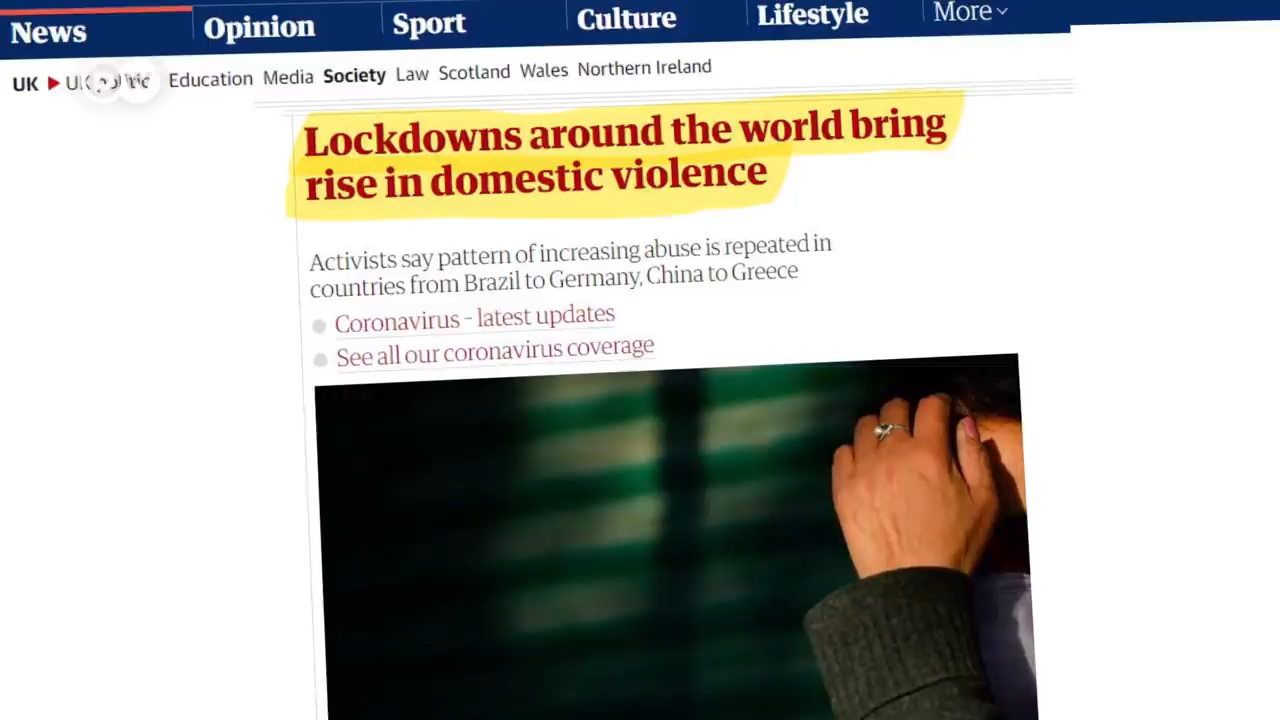 News Opinion Sport Culture Lifestyle More
UK Education Media Society Law Scotland Wales Northern Ireland
Lockdowns around the world bring
rise in domestic violence
Activists say pattern of increasing abuse is repeated in
countries from Brazil to Germany, China to Greece
Coronavirus - latest updates
See all our coronavirus coverage